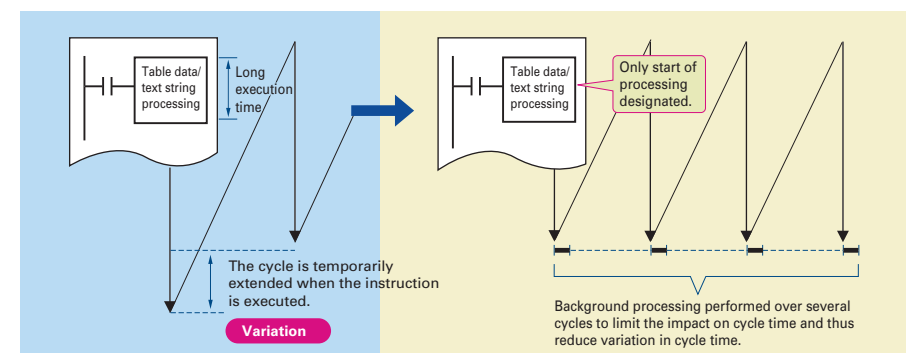 Table data/
text string
processing
Long
execution
time
The cycle is temporarily
extended when the instruction
is executed.
Variation
Table data/
text string
processing
Only start of
processing
designated.
Background processing performed over several
cycles to limit the impact on cycle time and thus
reduce variation in cycle time.